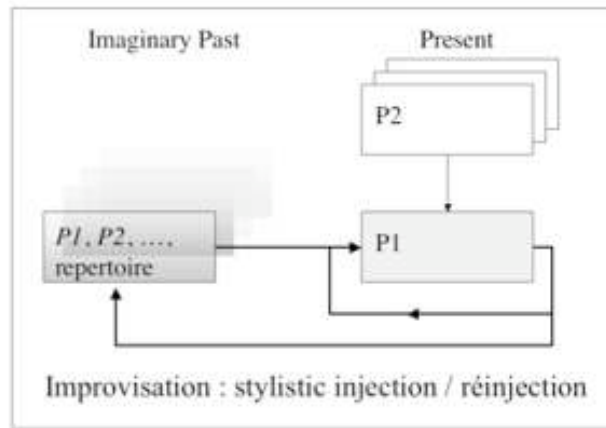 Imaginary Past
Present
P2
P1, P2, ...,
repertoire
P1
Improvisation : stylistic injection / réinjection